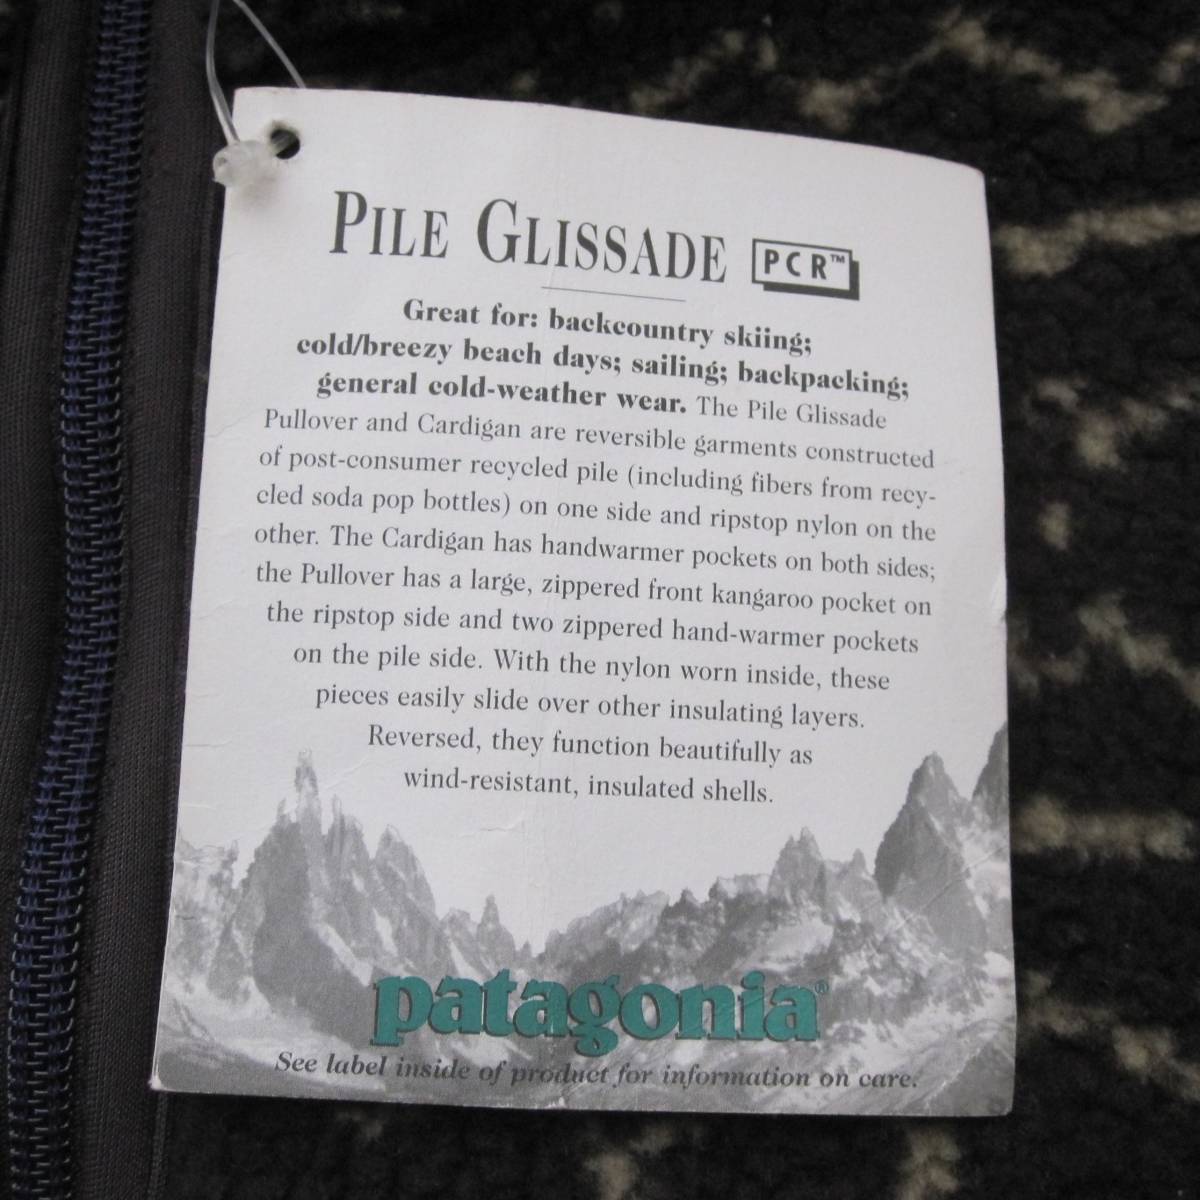 PILE GLISSADE PCR™
Great for: backcountry skiing;
cold/breezy beach days; sailing; backpacking;
general cold-weather wear. The Pile Glissade
Pullover and Cardigan are reversible garments constructed
of post-consumer recycled pile (including fibers from recy-
cled soda pop bottles) on one side and ripstop nylon on the
other. The Cardigan has handwarmer pockets on both sides;
the Pullover has a large, zippered front kangaroo pocket on
the ripstop side and two zippered hand-warmer pockets
on the pile side. With the nylon worn inside, these
pieces easily slide over other insulating layers.
Reversed, they function beautifully as
wind-resistant, insulated shells.
patagonia®
See label inside of product for information on care.